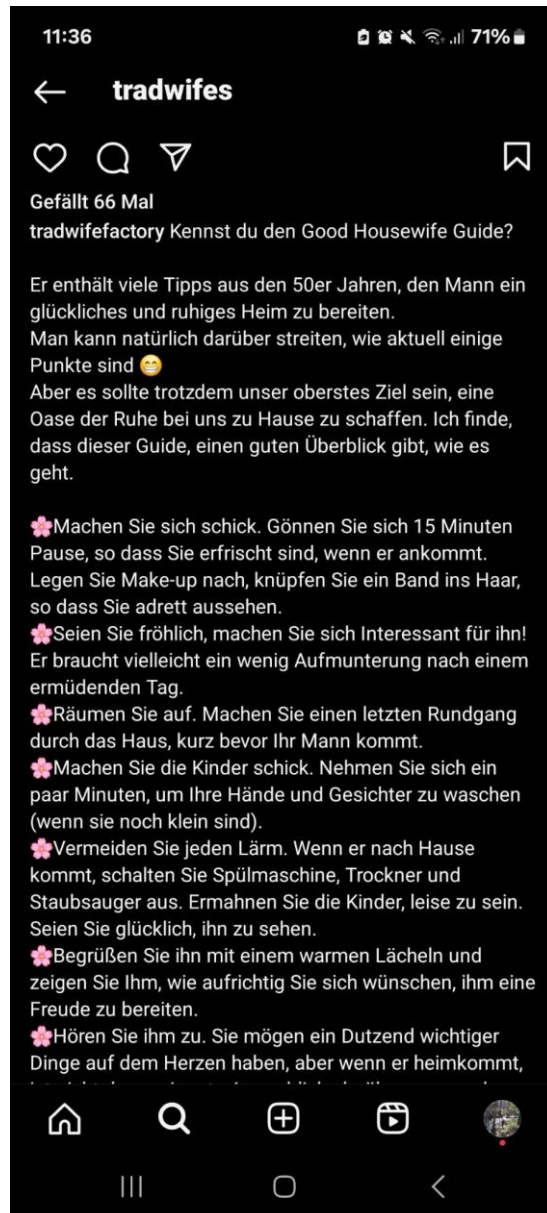 11:36 71%
tradwifes
Gefällt 66 Mal
tradwifefactory Kennst du den Good Housewife Guide?
Er enthält viele Tipps aus den 50er Jahren, den Mann ein
glückliches und ruhiges Heim zu bereiten.
Man kann natürlich darüber streiten, wie aktuell einige
Punkte sind 😁
Aber es sollte trotzdem unser oberstes Ziel sein, eine
Oase der Ruhe bei uns zu Hause zu schaffen. Ich finde,
dass dieser Guide, einen guten Überblick gibt, wie es
geht.
🌸Machen Sie sich schick. Gönnen Sie sich 15 Minuten
Pause, so dass Sie erfrischt sind, wenn er ankommt.
Legen Sie Make-up nach, knüpfen Sie ein Band ins Haar,
so dass Sie adrett aussehen.
🌸Seien Sie fröhlich, machen Sie sich Interessant für ihn!
Er braucht vielleicht ein wenig Aufmunterung nach einem
ermüdenden Tag.
🌸Räumen Sie auf. Machen Sie einen letzten Rundgang
durch das Haus, kurz bevor Ihr Mann kommt.
🌸Machen Sie die Kinder schick. Nehmen Sie sich ein
paar Minuten, um Ihre Hände und Gesichter zu waschen
(wenn sie noch klein sind).
🌸Vermeiden Sie jeden Lärm. Wenn er nach Hause
kommt, schalten Sie Spülmaschine, Trockner und
Staubsauger aus. Ermahnen Sie die Kinder, leise zu sein.
Seien Sie glücklich, ihn zu sehen.
🌸Begrüßen Sie ihn mit einem warmen Lächeln und
zeigen Sie Ihm, wie aufrichtig Sie sich wünschen, ihm eine
Freude zu bereiten.
🌸Hören Sie ihm zu. Sie mögen ein Dutzend wichtiger
Dinge auf dem Herzen haben, aber wenn er heimkommt,